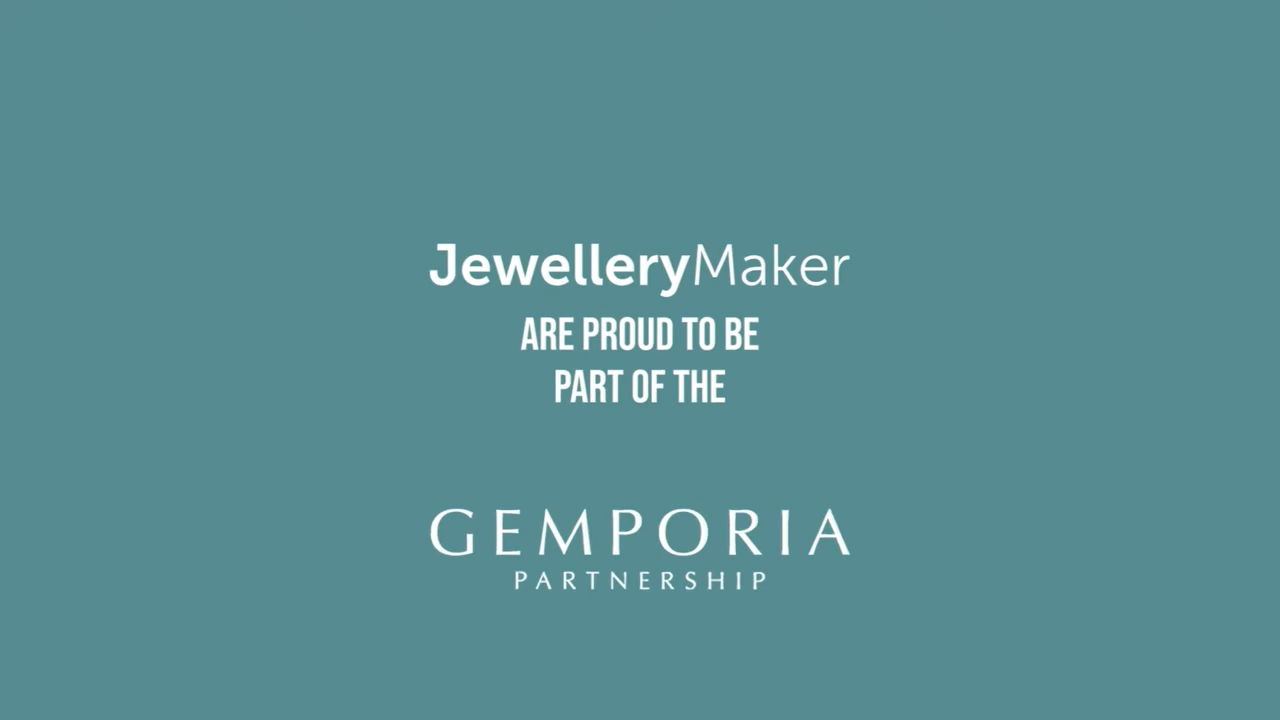 JewelleryMaker
ARE PROUD TO BE
PART OF THE
GEMPORIA
PARTNERSHIP